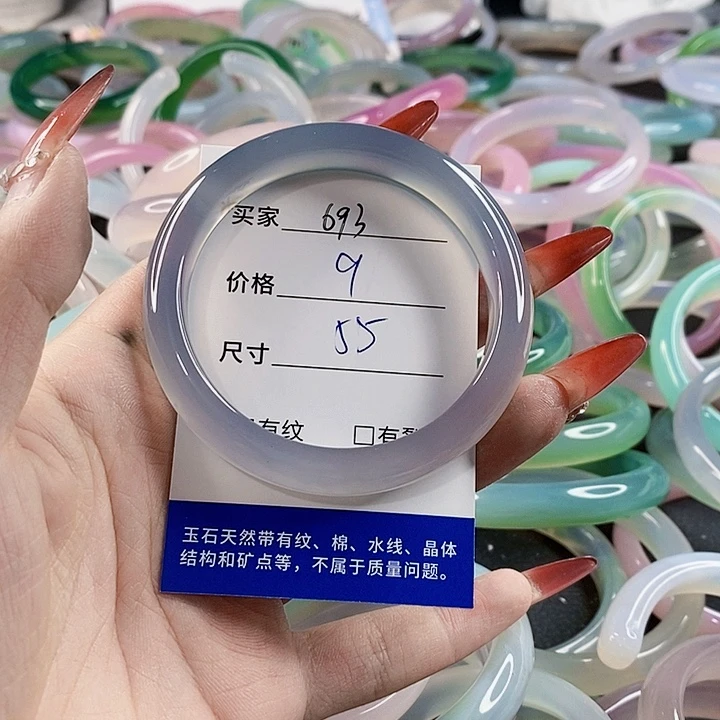 买家 693
价格 9
尺寸 55
有纹 □有裂
玉石天然带有纹、棉、水线、晶体
结构和矿点等，不属于质量问题。